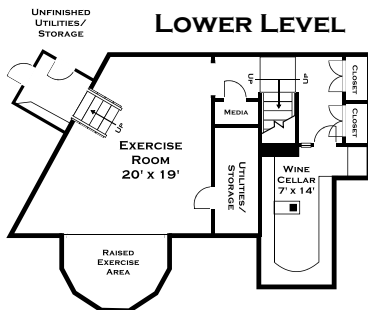 Unfinished
Utilities/
Storage
Lower Level
Up
Up
Up
Closet
Closet
Media
Exercise
Room
20' x 19'
Utilities/
Storage
Wine
Cellar
7' x 14'
Raised
Exercise
Area